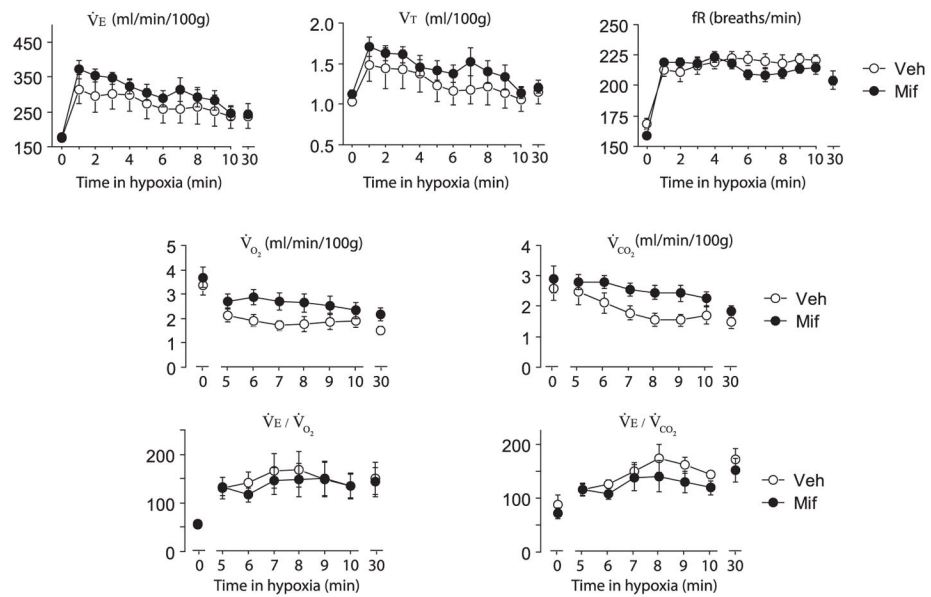 V̇E (ml/min/100g)
450
350
250
150
0 2 4 6 8 10 30
Time in hypoxia (min)
VT (ml/100g)
2.0
1.5
1.0
0.5
0 2 4 6 8 10 30
Time in hypoxia (min)
fR (breaths/min)
250
225
200
175
150
0 2 4 6 8 10 30
Time in hypoxia (min)
Veh
Mif
V̇O2 (ml/min/100g)
5
4
3
2
1
0
0 5 6 7 8 9 10 30
V̇CO2 (ml/min/100g)
4
3
2
1
0
0 5 6 7 8 9 10 30
Veh
Mif
V̇E / V̇O2
200
150
100
0
0 5 6 7 8 9 10 30
Time in hypoxia (min)
V̇E / V̇CO2
200
150
100
0
0 5 6 7 8 9 10 30
Time in hypoxia (min)
Veh
Mif